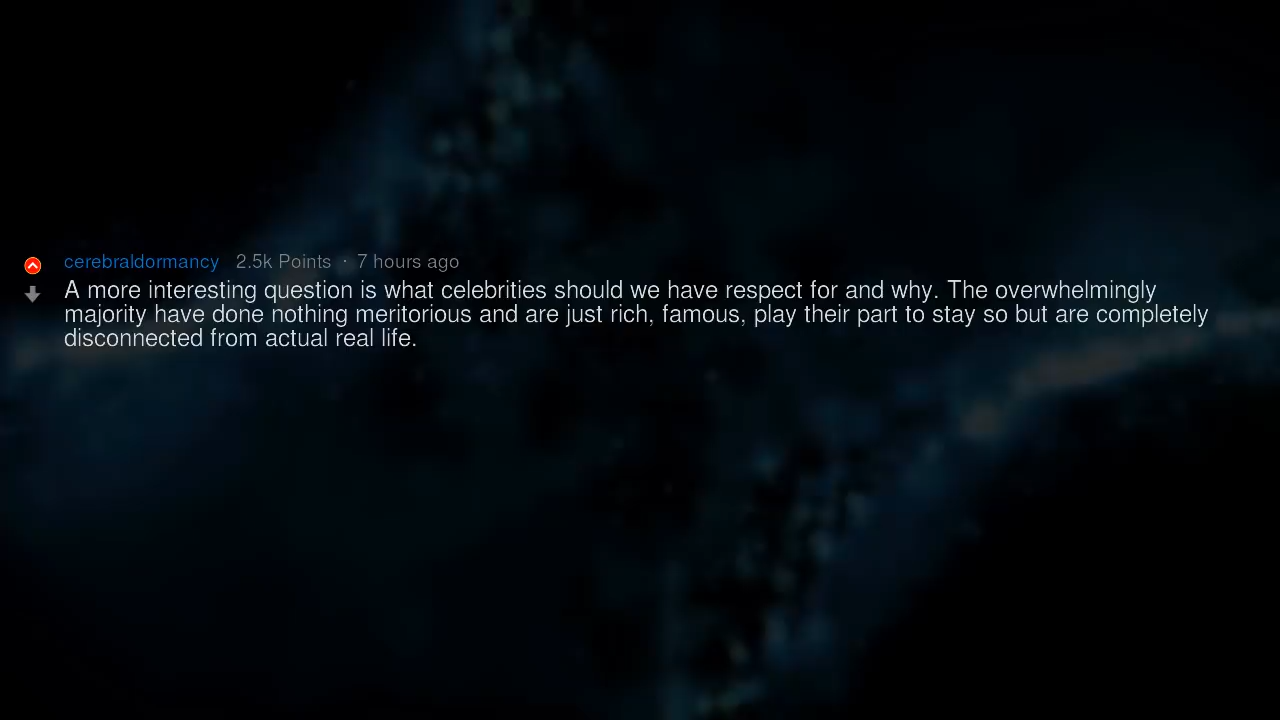 cerebraldormancy 2.5k Points · 7 hours ago
A more interesting question is what celebrities should we have respect for and why. The overwhelmingly
majority have done nothing meritorious and are just rich, famous, play their part to stay so but are completely
disconnected from actual real life.